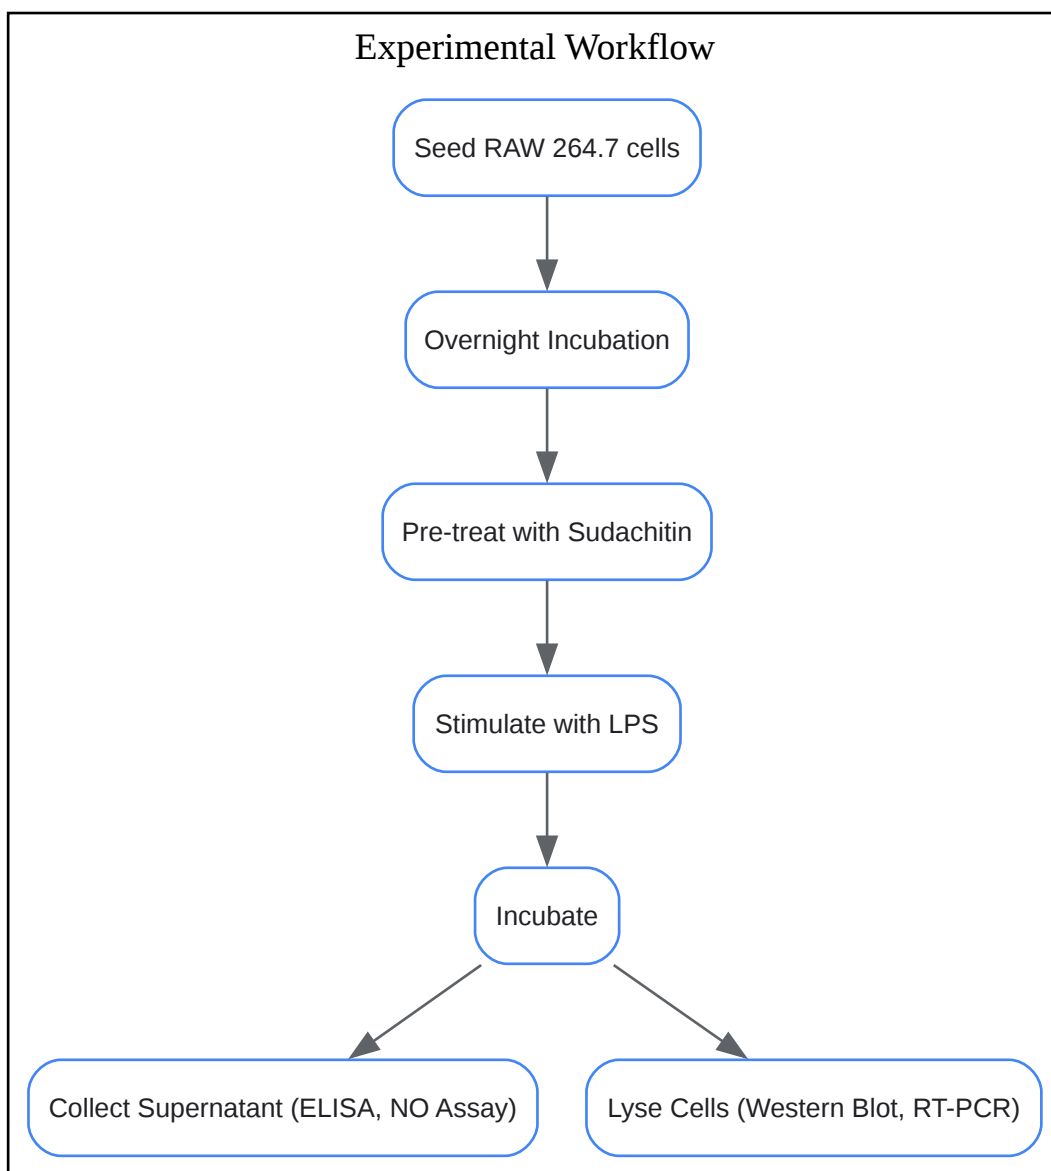 Experimental Workflow
Seed RAW 264.7 cells
Overnight Incubation
Pre-treat with Sudachitin
Stimulate with LPS
Incubate
Collect Supernatant (ELISA, NO Assay)
Lyse Cells (Western Blot, RT-PCR)